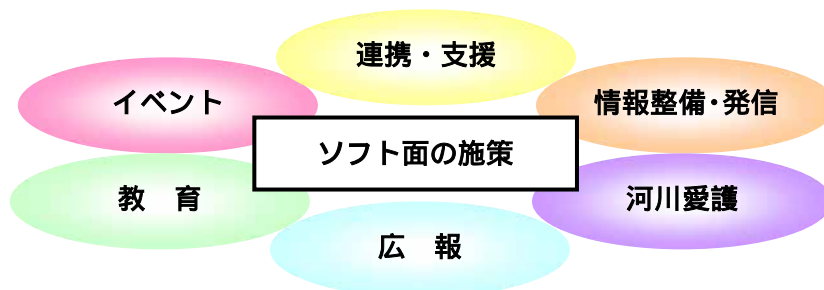 連携・支援
イベント
情報整備・発信
ソフト面の施策
教　育
河川愛護
広　報